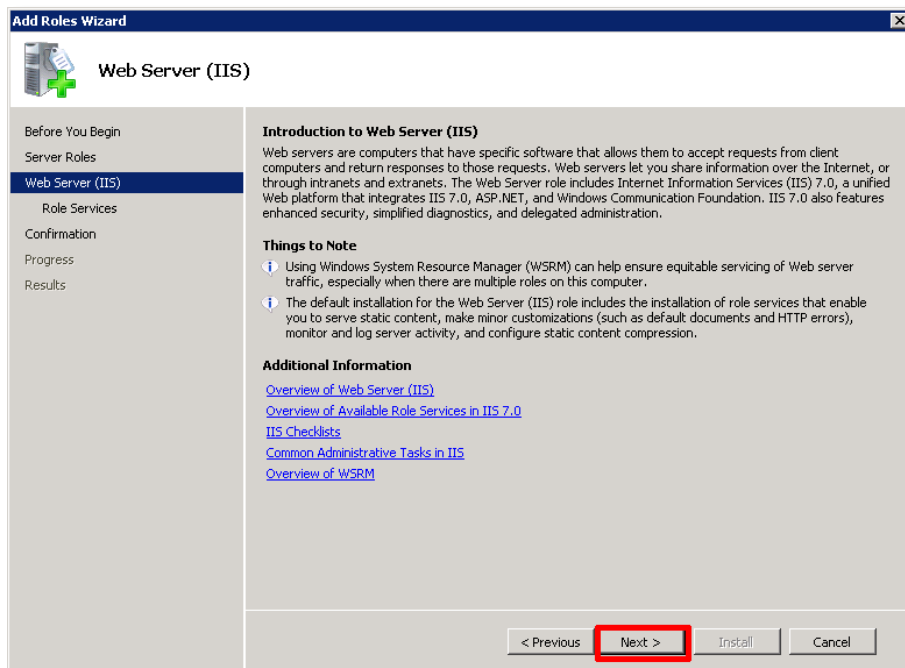 Add Roles Wizard
Web Server (IIS)
Before You Begin
Server Roles
Web Server (IIS)
Role Services
Confirmation
Progress
Results
Introduction to Web Server (IIS)
Web servers are computers that have specific software that allows them to accept requests from client
computers and return responses to those requests. Web servers let you share information over the Internet, or
through intranets and extranets. The Web Server role includes Internet Information Services (IIS) 7.0, a unified
Web platform that integrates IIS 7.0, ASP.NET, and Windows Communication Foundation. IIS 7.0 also features
enhanced security, simplified diagnostics, and delegated administration.
Things to Note
Using Windows System Resource Manager (WSRM) can help ensure equitable servicing of Web server
traffic, especially when there are multiple roles on this computer.
The default installation for the Web Server (IIS) role includes the installation of role services that enable
you to serve static content, make minor customizations (such as default documents and HTTP errors),
monitor and log server activity, and configure static content compression.
Additional Information
Overview of Web Server (IIS)
Overview of Available Role Services in IIS 7.0
IIS Checklists
Common Administrative Tasks in IIS
Overview of WSRM
< Previous
Next >
Install
Cancel